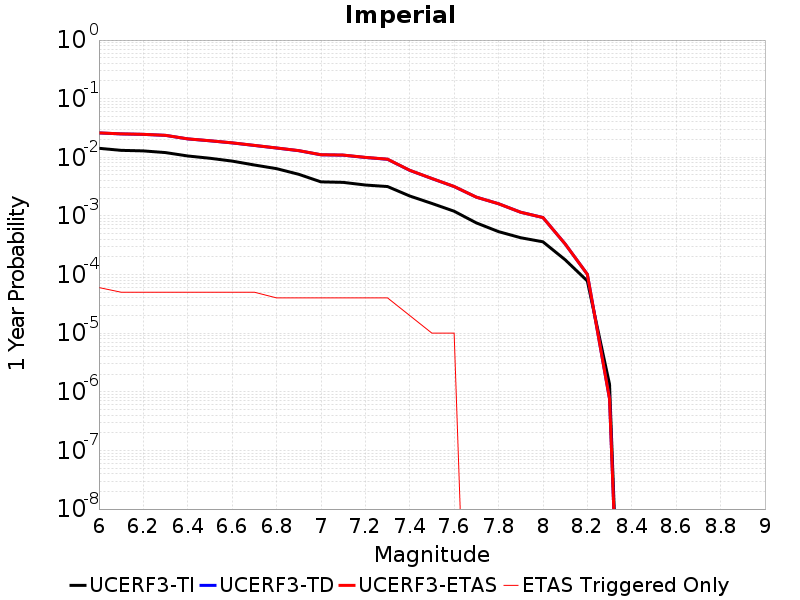 Imperial
1 Year Probability
10^0
10^-1
10^-2
10^-3
10^-4
10^-5
10^-6
10^-7
10^-8
6 6.2 6.4 6.6 6.8 7 7.2 7.4 7.6 7.8 8 8.2 8.4 8.6 8.8 9
Magnitude
UCERF3-TI UCERF3-TD UCERF3-ETAS ETAS Triggered Only